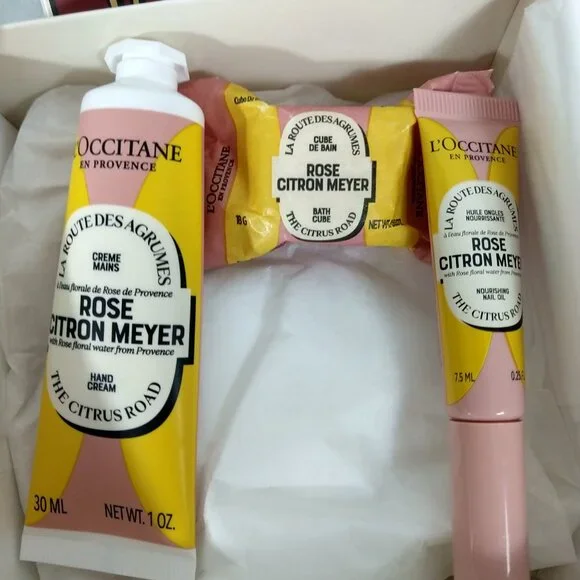 L'OCCITANE
EN PROVENCE
LA ROUTE DES AGRUMES
CREME
MAINS
à l'eau florale de Rose de Provence
ROSE
CITRON MEYER
with Rose floral water from Provence
HAND
CREAM
THE CITRUS ROAD
30 ML NET WT. 1 OZ.
LA ROUTE DES AGRUMES
CUBE
DE BAIN
ROSE
CITRON MEYER
BATH
CUBE
THE CITRUS ROAD
18 G NET WT.
L'OCCITANE
L'OCCITANE
EN PROVENCE
LA ROUTE DES AGRUMES
HUILE ONGLES
NOURRISSANTE
à l'eau florale de Rose de Provence
ROSE
CITRON MEYER
with Rose floral water from Provence
NOURISHING
NAIL OIL
THE CITRUS ROAD
7.5 ML